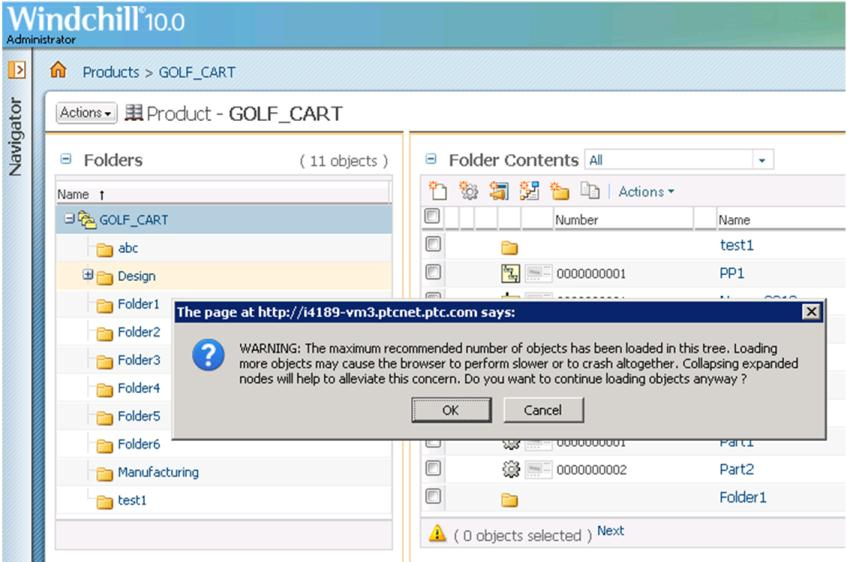 Windchill® 10.0
Administrator
Navigator
Products > GOLF_CART
Actions
Product - GOLF_CART
Folders
( 11 objects )
Name
GOLF_CART
abc
Design
Folder1
Folder2
Folder3
Folder4
Folder5
Folder6
Manufacturing
test1
Folder Contents
All
Actions
Number Name
test1
0000000001 PP1
The page at http://i4189-vm3.ptcnet.ptc.com says:
WARNING: The maximum recommended number of objects has been loaded in this tree. Loading
more objects may cause the browser to perform slower or to crash altogether. Collapsing expanded
nodes will help to alleviate this concern. Do you want to continue loading objects anyway ?
OK Cancel
0000000001 Part1
0000000002 Part2
Folder1
( 0 objects selected ) Next